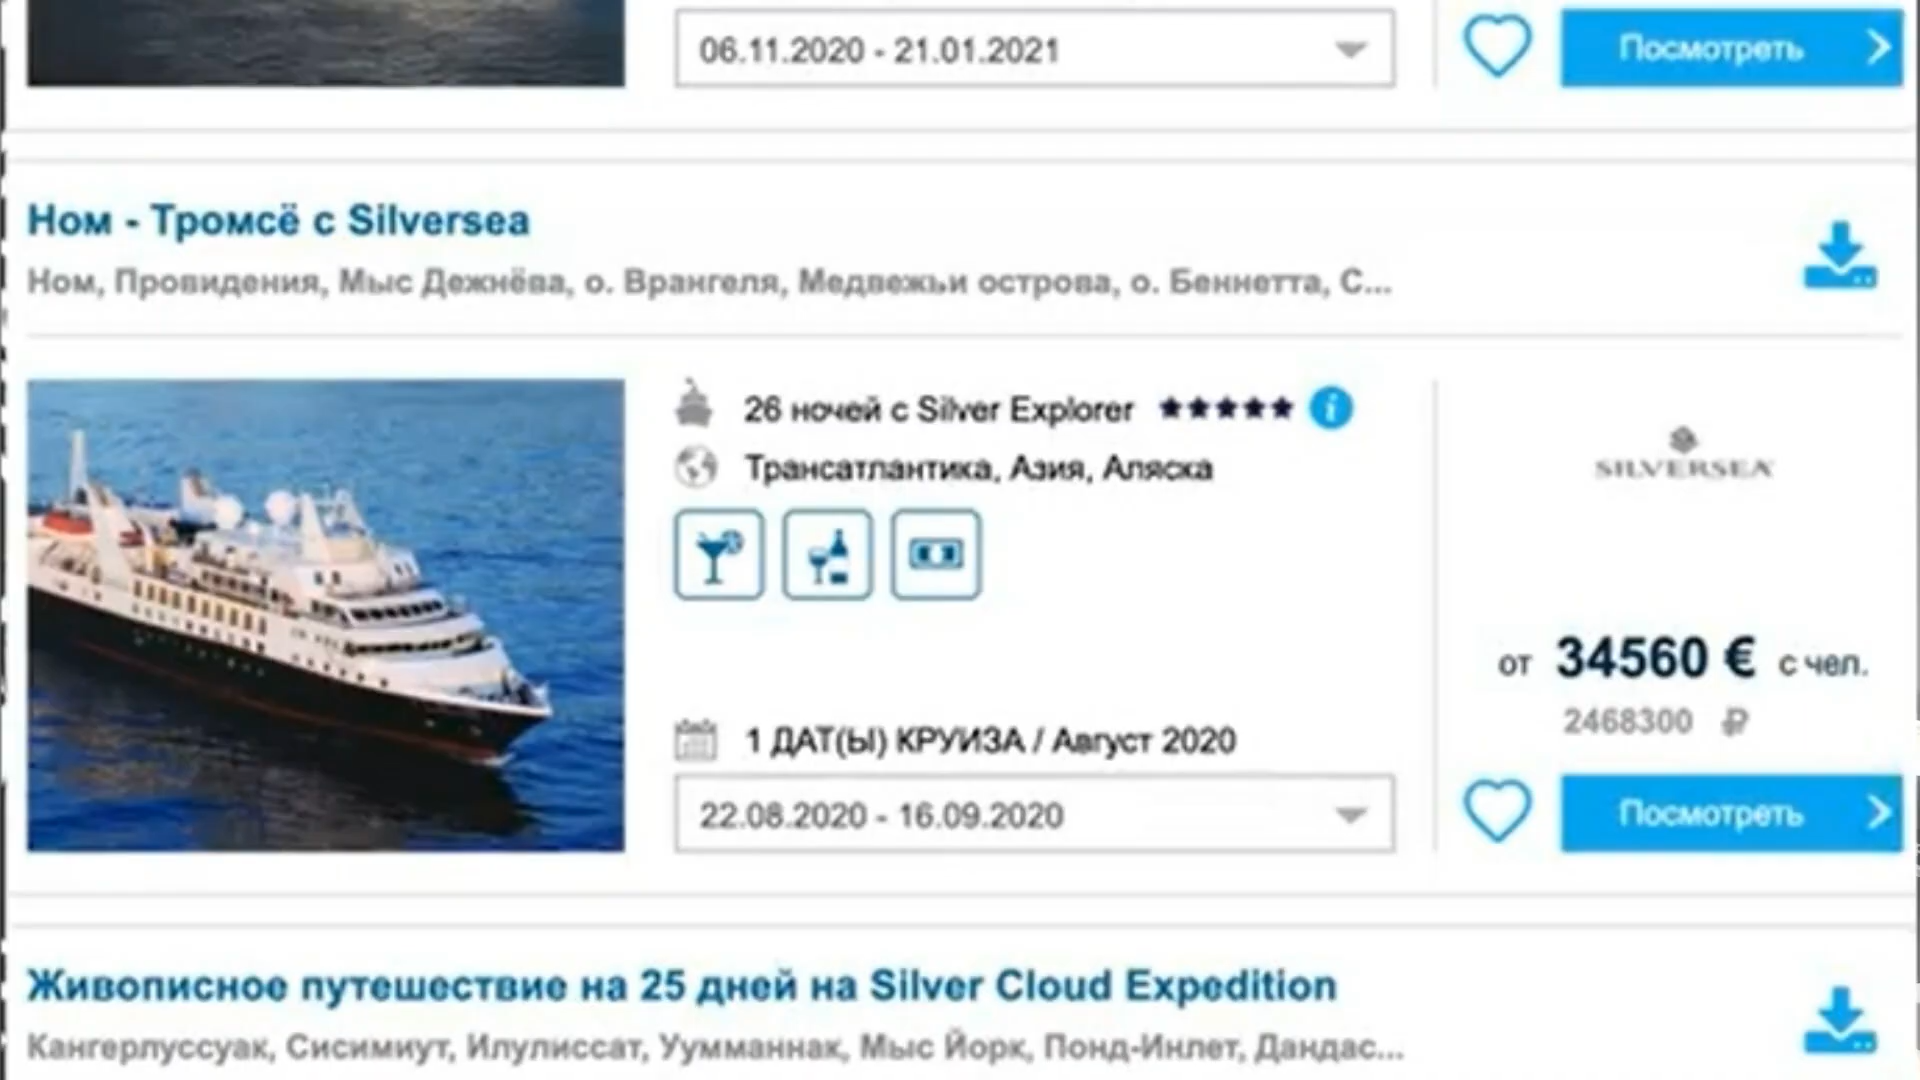 06.11.2020 - 21.01.2021
Посмотреть
Ном - Тромсё с Silversea
Ном, Провидения, Мыс Дежнёва, о. Врангеля, Медвежьи острова, о. Беннетта, С...
26 ночей с Silver Explorer
Трансатлантика, Азия, Аляска
SILVERSEA
от 34560 € с чел.
2468300 ₽
1 ДАТ(Ы) КРУИЗА / Август 2020
22.08.2020 - 16.09.2020
Посмотреть
Живописное путешествие на 25 дней на Silver Cloud Expedition
Кангерлуссуак, Сисимиут, Илулиссат, Уумманнак, Мыс Йорк, Понд-Инлет, Дандас...